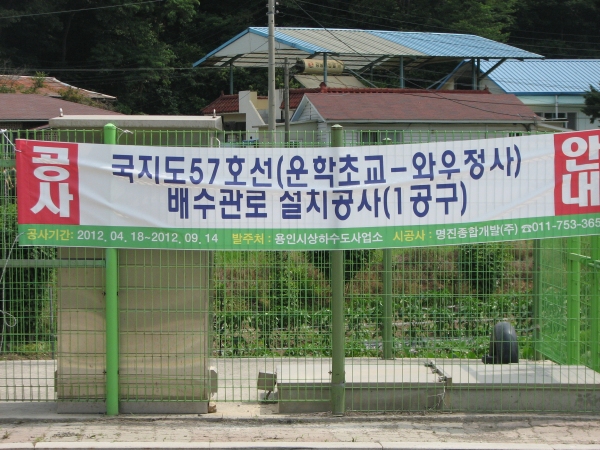 공사
국지도57호선(운학초교-와우정사)
배수관로 설치공사(1공구)
안내
공사기간: 2012. 04. 18~2012. 09. 14 발주처 : 용인시상하수도사업소 시공사 : 명진종합개발(주) ☎011-753-365